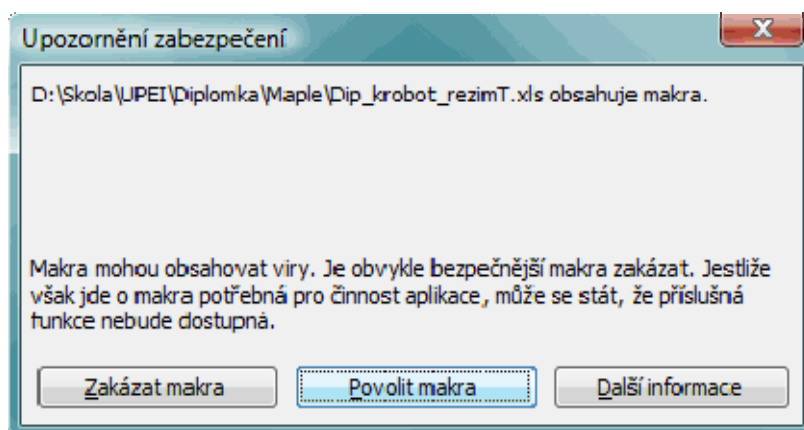 Upozornění zabezpečení
D:\Skola\UPEI\Diplomka\Maple\Dip_krobot_rezimT.xls obsahuje makra.
Makra mohou obsahovat viry. Je obvykle bezpečnější makra zakázat. Jestliže
však jde o makra potřebná pro činnost aplikace, může se stát, že příslušná
funkce nebude dostupná.
Zakázat makra Povolit makra Další informace